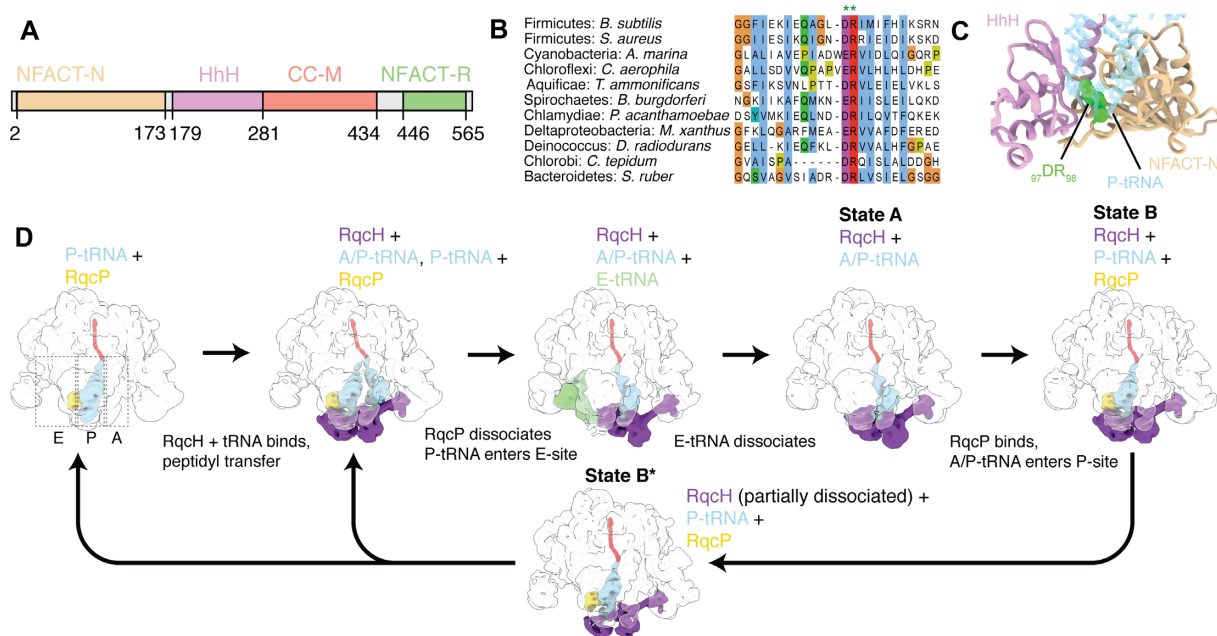 A
NFACT-N
HhH
CC-M
NFACT-R
2
173
179
281
434
446
565
B
**
Firmicutes: B. subtilis GGFIIEKIEQAGL-DRIMIFHIKSRN
Firmicutes: S. aureus GGIIESIKQIGN-DRRIEIDIKSKD
Cyanobacteria: A. marina GLALIAVEPIADWERVIDLQIGQRP
Chloroflexi: C. aerophila GALLSDVVQPAPVERVLHLHLDHPE
Aquificae: T. ammonificans GSFIKSVNLPTT-DRVLEIELVKLS
Spirochaetes: B. burgdorferi NGKIIKAFQMKN-ERIISLEILQKD
Chlamydiae: P. acanthamoebae DSYVMKIEQLND-DRILQVTFQKEK
Deltaproteobacteria: M. xanthus GFKLQGARFMEA-ERVVAFDFERED
Deinococcus: D. radiodurans GELL-KIEQFKL-DRVVALHFGPAE
Chlorobi: C. tepidum GVAISPA------DRQISLALDDGH
Bacteroidetes: S. ruber GQSVAGVSIADR-DRLVSIELGSGG
C
HhH
NFACT-N
97DR98
P-tRNA
D
P-tRNA +
RqcP
E P A
RqcH + tRNA binds,
peptidyl transfer
RqcH +
A/P-tRNA, P-tRNA +
RqcP
RqcP dissociates
P-tRNA enters E-site
RqcH +
A/P-tRNA +
E-tRNA
E-tRNA dissociates
State A
RqcH +
A/P-tRNA
RqcP binds,
A/P-tRNA enters P-site
State B
RqcH +
P-tRNA +
RqcP
State B*
RqcH (partially dissociated) +
P-tRNA +
RqcP